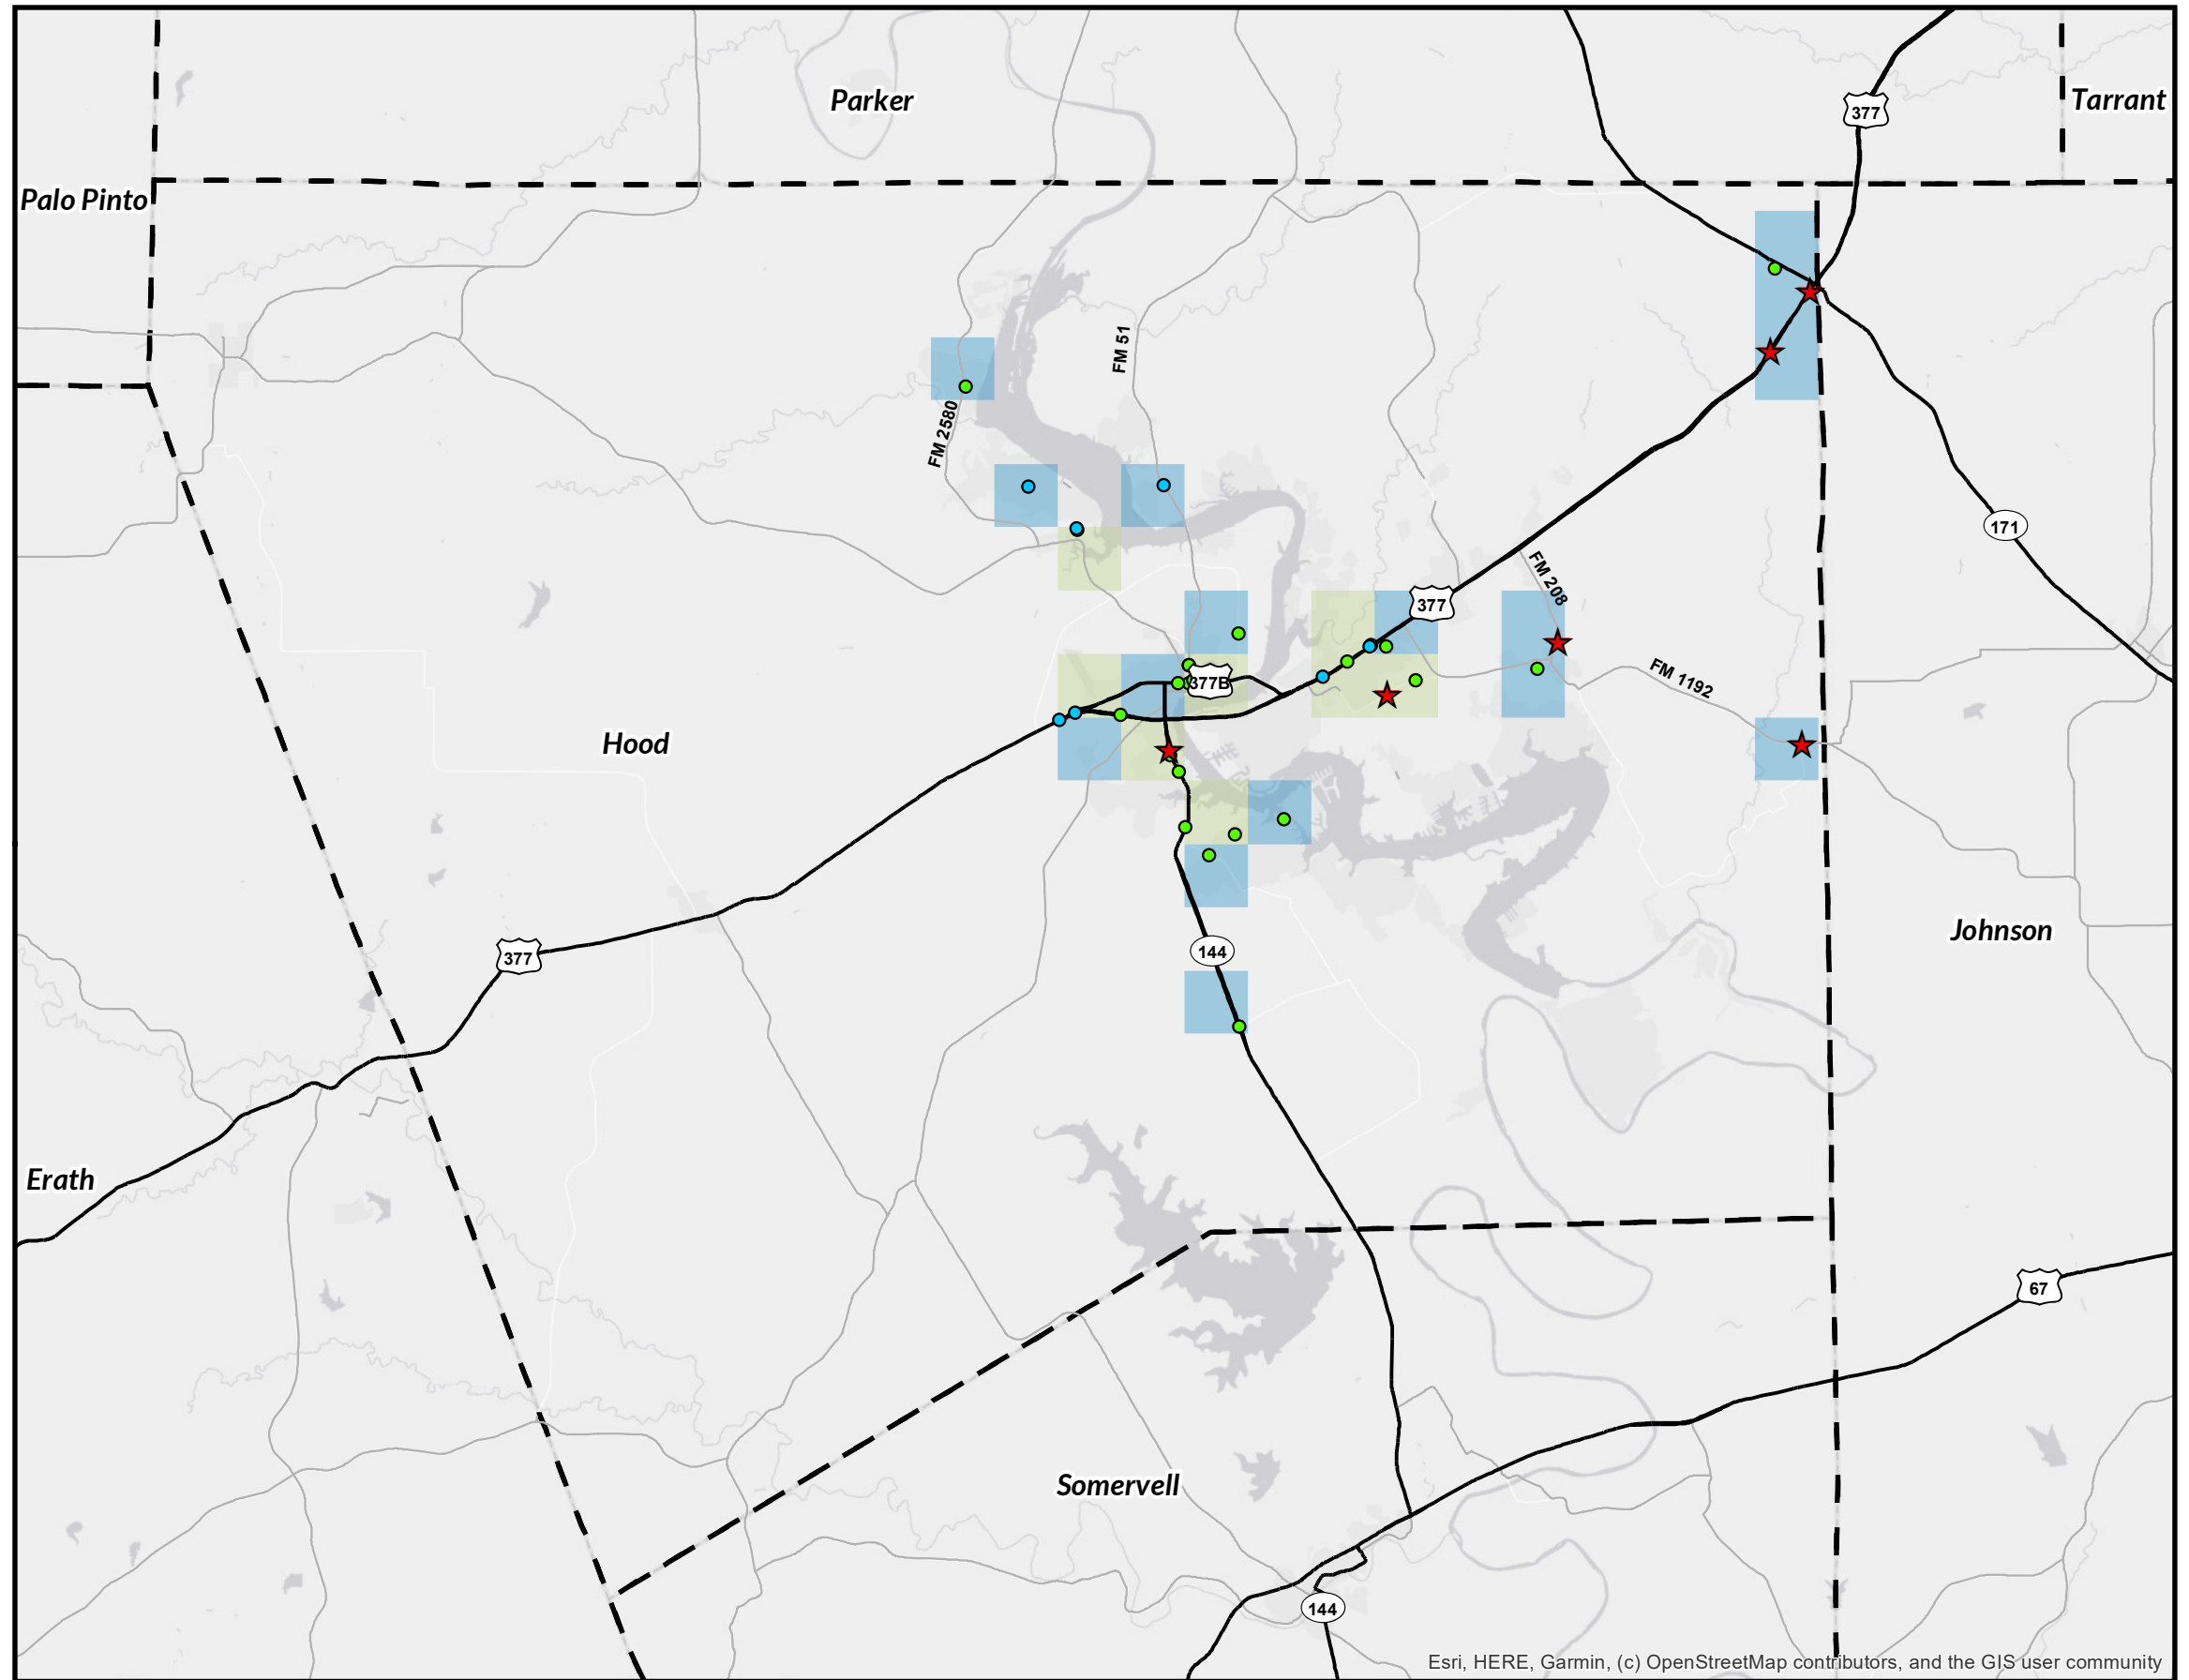 Parker
377
Tarrant
Palo Pinto
FM 51
FM 2580
171
FM 208
377
377B
FM 1192
Hood
Johnson
144
377
Erath
67
Somervell
144
Esri, HERE, Garmin, (c) OpenStreetMap contributors, and the GIS user community